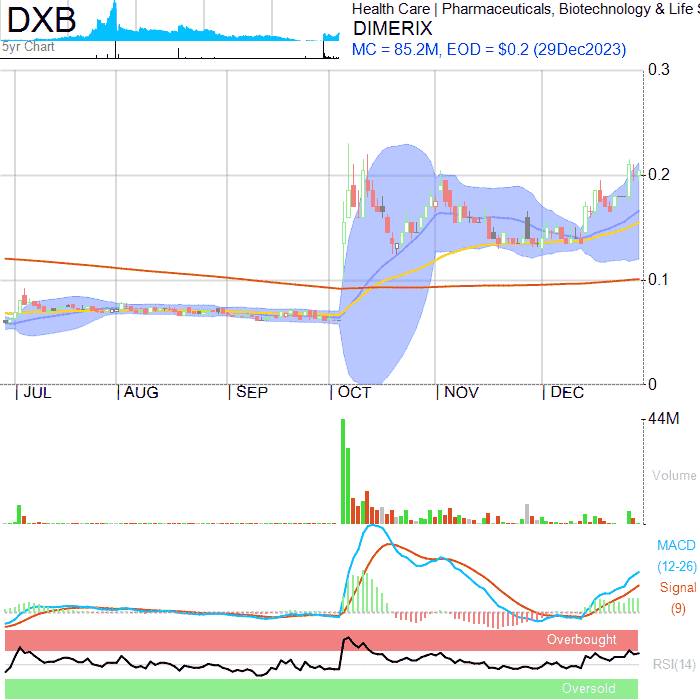 DXB
5yr Chart
Health Care | Pharmaceuticals, Biotechnology & Life S
DIMERIX
MC = 85.2M, EOD = $0.2 (29Dec2023)
0.3
0.2
0.1
0
JUL AUG SEP OCT NOV DEC
44M
Volume
MACD
(12-26)
Signal
(9)
Overbought
RSI(14)
Oversold